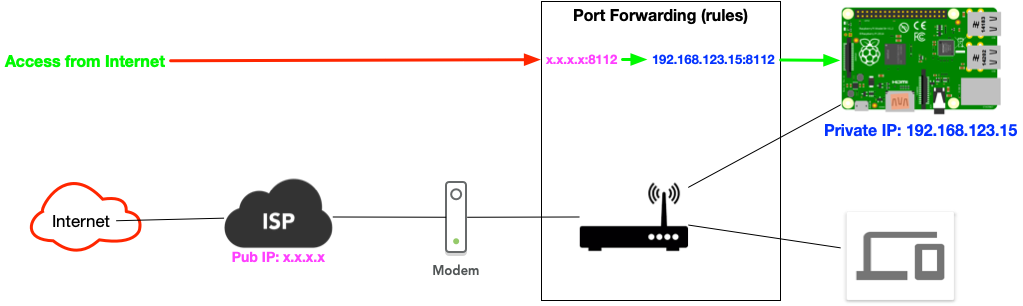 Port Forwarding (rules)
Access from Internet
x.x.x.x:8112
192.168.123.15:8112
HDMI
Private IP: 192.168.123.15
Internet
ISP
Pub IP: x.x.x.x
Modem